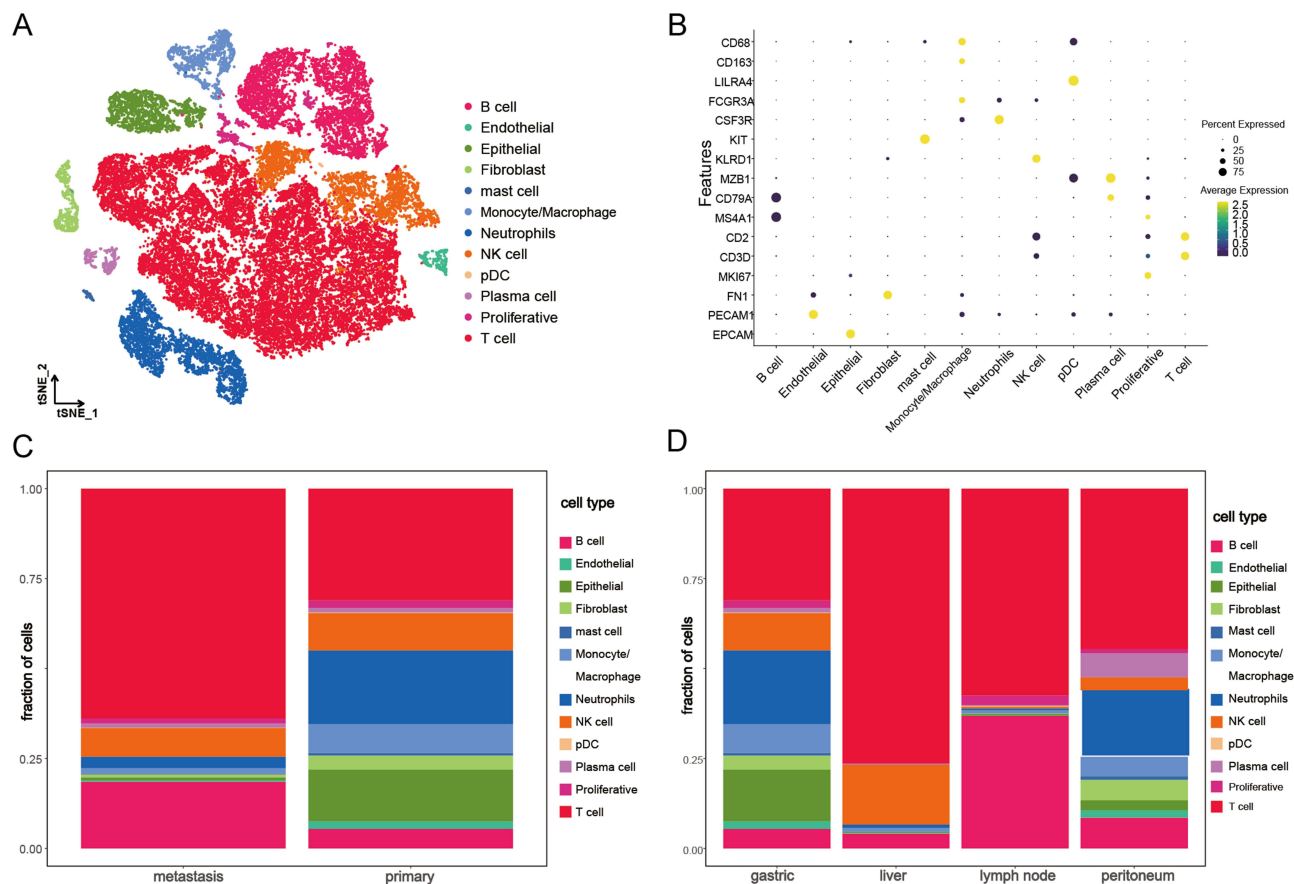 A
B cell
Endothelial
Epithelial
Fibroblast
mast cell
Monocyte/Macrophage
Neutrophils
NK cell
pDC
Plasma cell
Proliferative
T cell
tSNE_2
tSNE_1
B
Features
CD68
CD163
LILRA4
FCGR3A
CSF3R
KIT
KLRD1
MZB1
CD79A
MS4A1
CD2
CD3D
MKI67
FN1
PECAM1
EPCAM
B cell
Endothelial
Epithelial
Fibroblast
mast cell
Monocyte/Macrophage
Neutrophils
NK cell
pDC
Plasma cell
Proliferative
T cell
Percent Expressed
0
25
50
75
Average Expression
2.5
2.0
1.5
1.0
0.5
0.0
C
fraction of cells
1.00
0.75
0.25
0.00
metastasis
primary
cell type
B cell
Endothelial
Epithelial
Fibroblast
mast cell
Monocyte/
Macrophage
Neutrophils
NK cell
pDC
Plasma cell
Proliferative
T cell
D
fraction of cells
1.00
0.75
0.25
0.00
gastric
liver
lymph node
peritoneum
cell type
B cell
Endothelial
Epithelial
Fibroblast
Mast cell
Monocyte/
Macrophage
Neutrophils
NK cell
pDC
Plasma cell
Proliferative
T cell